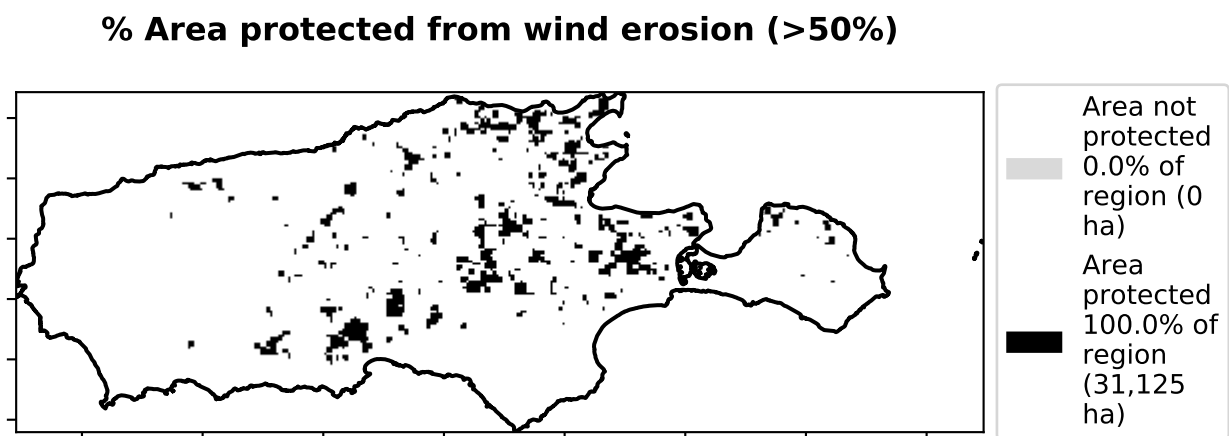 % Area protected from wind erosion (>50%)
Area not
protected
0.0% of
region (0
ha)
Area
protected
100.0% of
region
(31,125
ha)